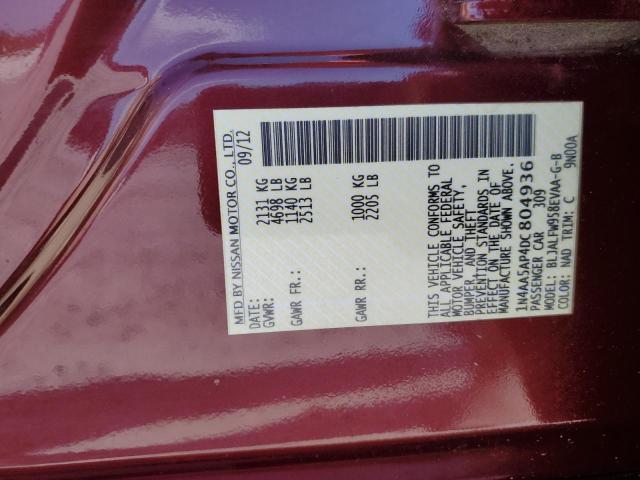 MFD BY NISSAN MOTOR CO., LTD.
DATE: 09/12
GVWR: 2131 KG
4698 LB
GAWR FR.: 1140 KG
2513 LB
GAWR RR.: 1000 KG
2205 LB
THIS VEHICLE CONFORMS TO
ALL APPLICABLE FEDERAL
MOTOR VEHICLE SAFETY,
BUMPER, AND THEFT
PREVENTION STANDARDS IN
EFFECT ON THE DATE OF
MANUFACTURE SHOWN ABOVE.
1N4AA5AP4DC804936
PASSENGER CAR 309
MODEL: BLJALFW958EVAA-G-B
COLOR: NAD TRIM: C 9N00A